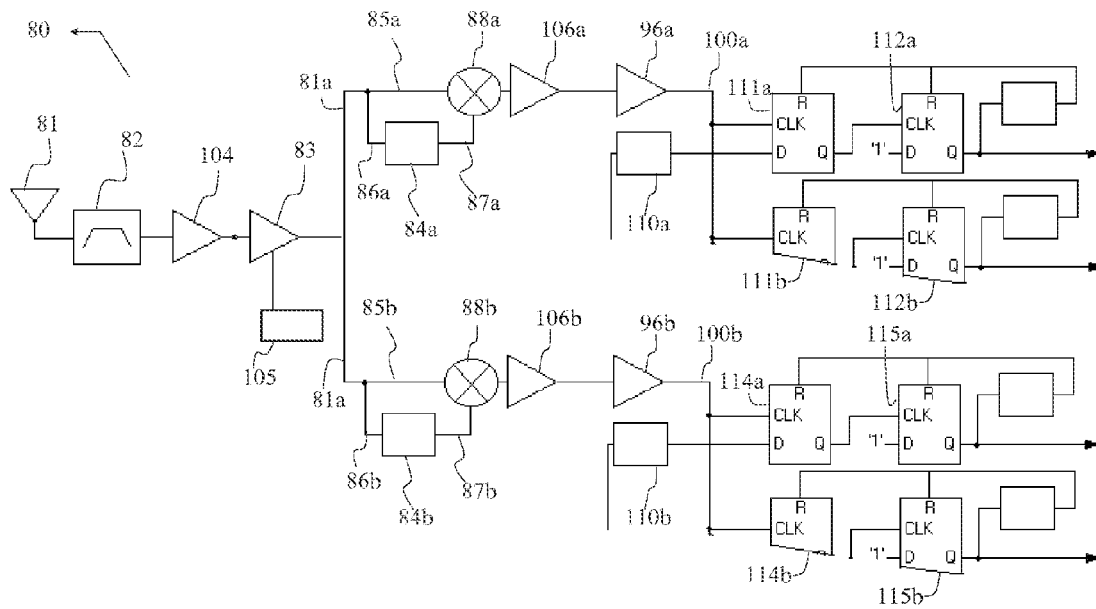 80
81
82
104
83
105
81a
85a
88a
106a
96a
100a
86a
84a
87a
110a
111a
R
CLK
D Q
112a
R
CLK
'1' D Q
R
CLK
Q
111b
R
CLK
'1' D Q
112b
81a
85b
88b
106b
96b
100b
86b
84b
87b
110b
114a
R
CLK
D Q
115a
R
CLK
'1' D Q
R
CLK
114b
R
CLK
'1' D Q
115b